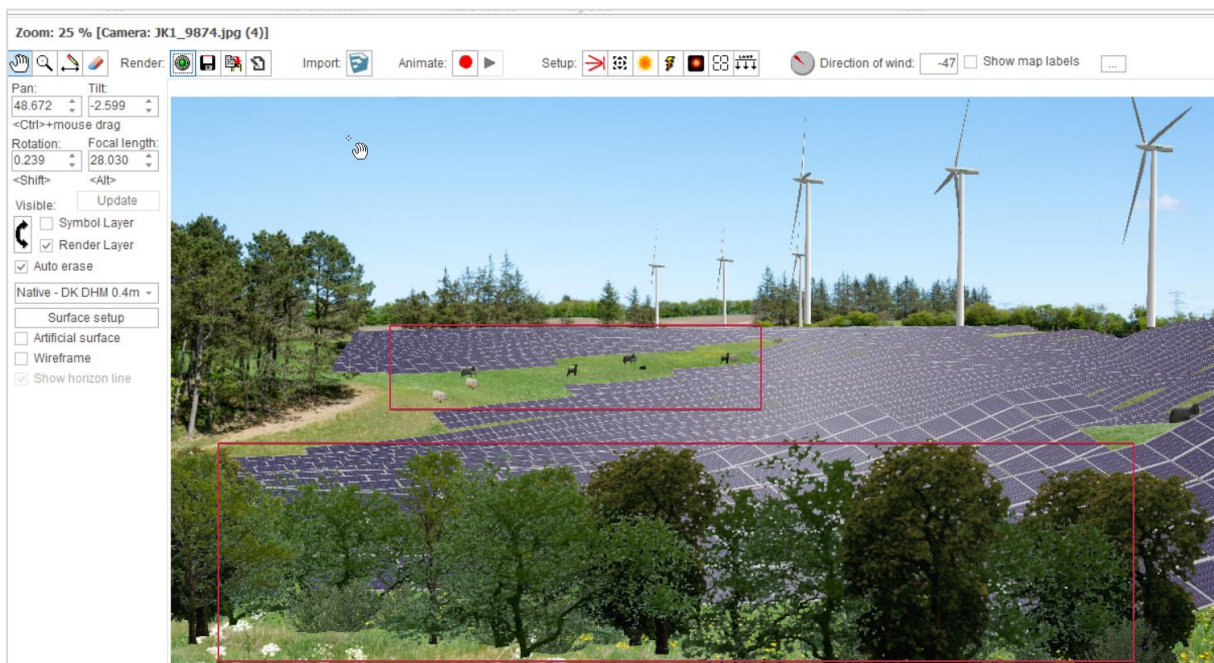 Zoom: 25 % [Camera: JK1_9874.jpg (4)]
Render: Import: Animate: Setup: Direction of wind: -47 Show map labels ...
Pan: Tilt:
48.672 -2.599
<Ctrl>+mouse drag
Rotation: Focal length:
0.239 28.030
<Shift> <Alt>
Visible: Update
Symbol Layer
Render Layer
Auto erase
Native - DK DHM 0.4m
Surface setup
Artificial surface
Wireframe
Show horizon line